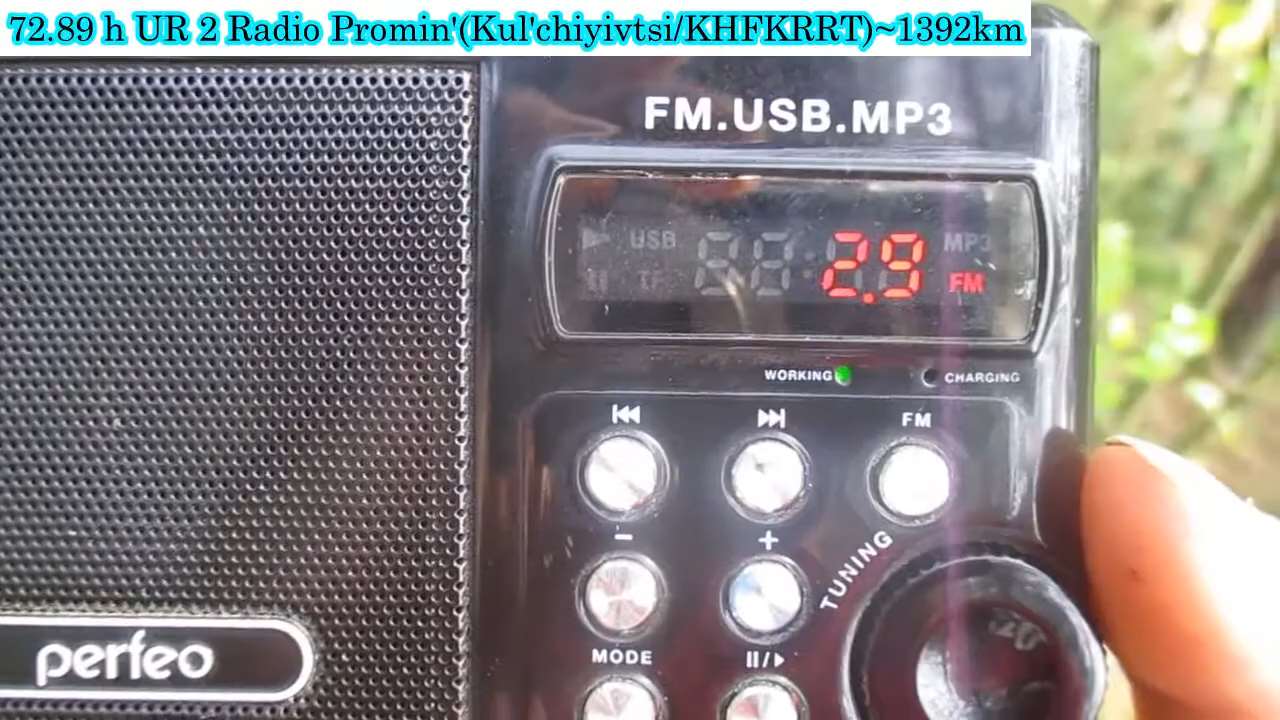 72.89 h UR 2 Radio Promin'(Kul'chiyivtsi/KHFKRRT)~1392km
FM.USB.MP3
USB 2.9 MP3
TF FM
WORKING CHARGING
FM
- +
TUNING
MODE
perfeo